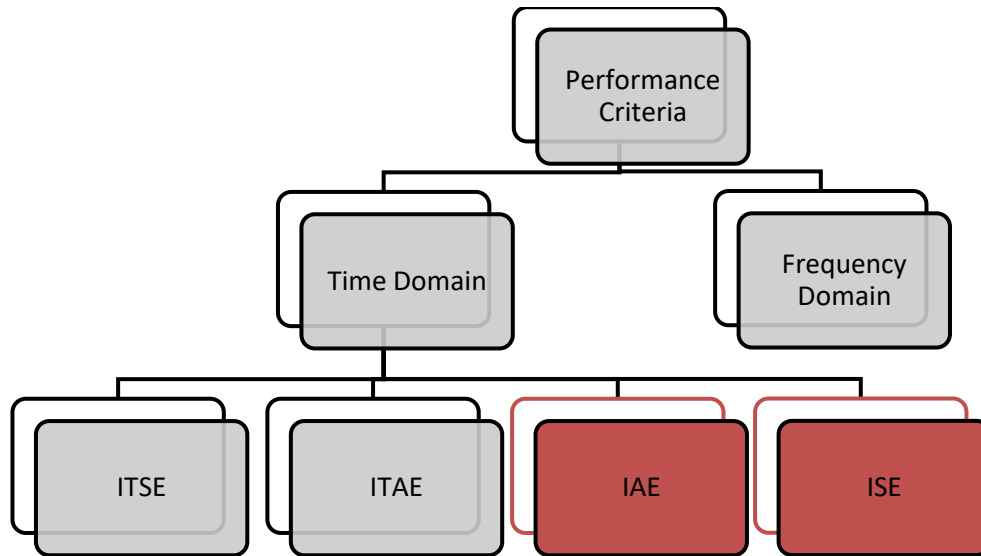 Performance
Criteria
Time Domain
Frequency
Domain
ITSE
ITAE
IAE
ISE